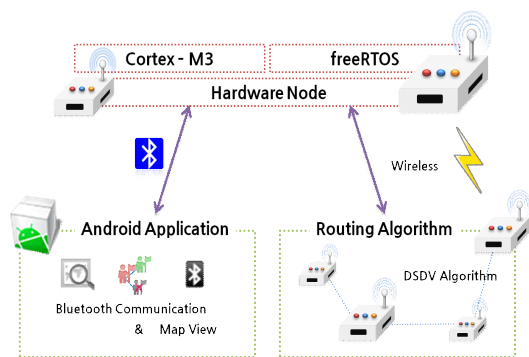 Cortex - M3
freeRTOS
Hardware Node
Wireless
Android Application
Routing Algorithm
DSDV Algorithm
Bluetooth Communication
& Map View